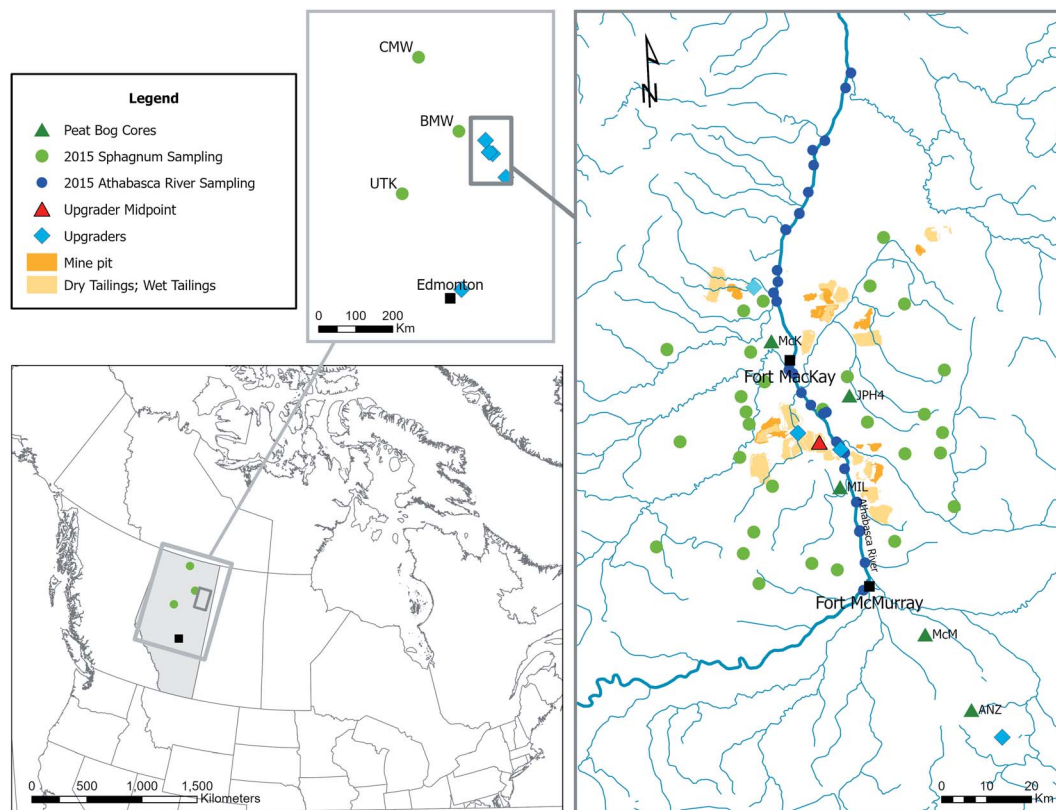 Legend
Peat Bog Cores
2015 Sphagnum Sampling
2015 Athabasca River Sampling
Upgrader Midpoint
Upgraders
Mine pit
Dry Tailings; Wet Tailings
CMW
BMW
UTK
Edmonton
0 100 200
Km
0 500 1,000 1,500
Kilometers
N
McK
Fort MacKay
JPH4
MIL
Athabasca River
Fort McMurray
McM
ANZ
0 10 20
Km